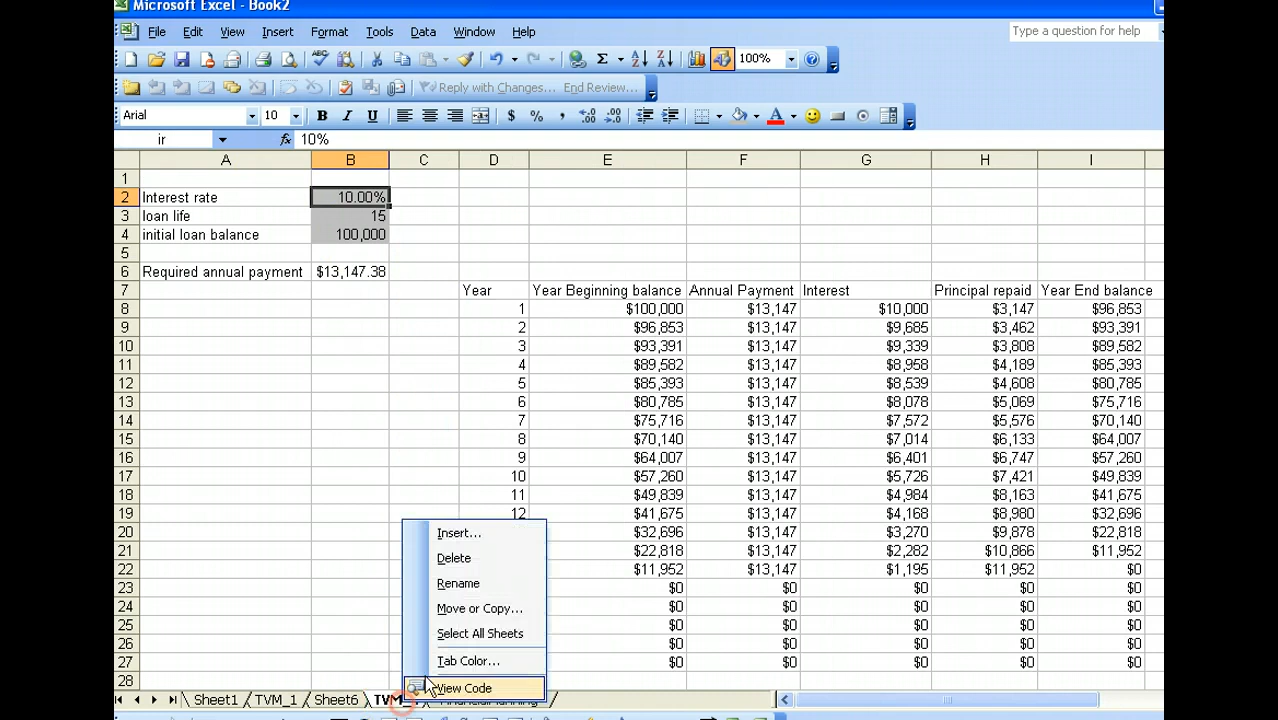 Microsoft Excel - Book2
File Edit View Insert Format Tools Data Window Help Type a question for help
Σ 100%
Reply with Changes... End Review...
Arial 10 B I U $ % , A
ir fx 10%
A B C D E F G H I
1
2 Interest rate 10.00%
3 loan life 15
4 initial loan balance 100,000
5
6 Required annual payment $13,147.38
7 Year Year Beginning balance Annual Payment Interest Principal repaid Year End balance
8 1 $100,000 $13,147 $10,000 $3,147 $96,853
9 2 $96,853 $13,147 $9,685 $3,462 $93,391
10 3 $93,391 $13,147 $9,339 $3,808 $89,582
11 4 $89,582 $13,147 $8,958 $4,189 $85,393
12 5 $85,393 $13,147 $8,539 $4,608 $80,785
13 6 $80,785 $13,147 $8,078 $5,069 $75,716
14 7 $75,716 $13,147 $7,572 $5,576 $70,140
15 8 $70,140 $13,147 $7,014 $6,133 $64,007
16 9 $64,007 $13,147 $6,401 $6,747 $57,260
17 10 $57,260 $13,147 $5,726 $7,421 $49,839
18 11 $49,839 $13,147 $4,984 $8,163 $41,675
19 12 $41,675 $13,147 $4,168 $8,980 $32,696
20 $32,696 $13,147 $3,270 $9,878 $22,818
21 $22,818 $13,147 $2,282 $10,866 $11,952
22 $11,952 $13,147 $1,195 $11,952 $0
23 $0 $0 $0 $0 $0
24 $0 $0 $0 $0 $0
25 $0 $0 $0 $0 $0
26 $0 $0 $0 $0 $0
27 $0 $0 $0 $0 $0
28
Insert...
Delete
Rename
Move or Copy...
Select All Sheets
Tab Color...
View Code
Sheet1 TVM_1 Sheet6